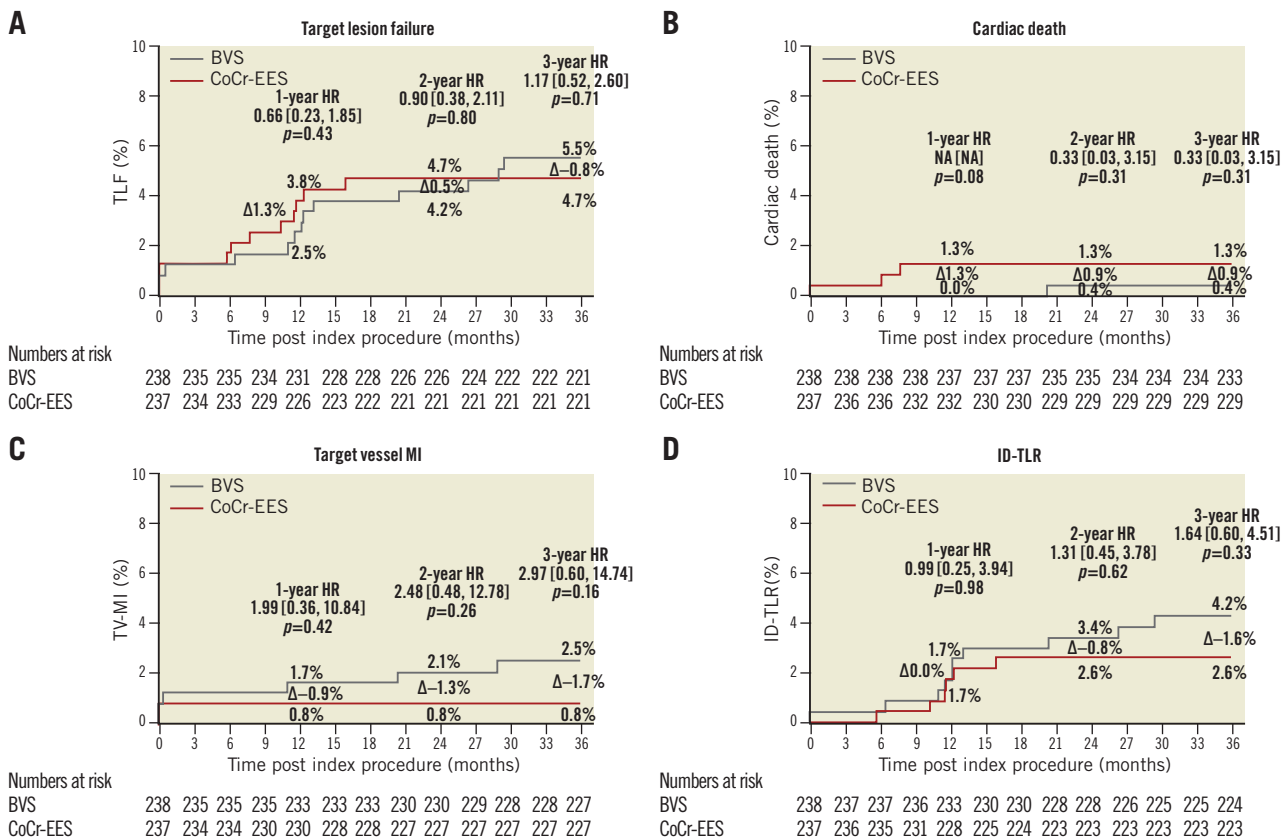 A
Target lesion failure
BVS
CoCr-EES
1-year HR
0.66 [0.23, 1.85]
p=0.43
2-year HR
0.90 [0.38, 2.11]
p=0.80
3-year HR
1.17 [0.52, 2.60]
p=0.71
3.8%
Δ1.3%
2.5%
4.7%
Δ0.5%
4.2%
5.5%
Δ–0.8%
4.7%
TLF (%)
10
8
6
4
2
0
0 3 6 9 12 15 18 21 24 27 30 33 36
Time post index procedure (months)
Numbers at risk
BVS 238 235 235 234 231 228 228 226 226 224 222 222 221
CoCr-EES 237 234 233 229 226 223 222 221 221 221 221 221 221
B
Cardiac death
BVS
CoCr-EES
1-year HR
NA [NA]
p=0.08
2-year HR
0.33 [0.03, 3.15]
p=0.31
3-year HR
0.33 [0.03, 3.15]
p=0.31
1.3%
Δ1.3%
0.0%
1.3%
Δ0.9%
0.4%
1.3%
Δ0.9%
0.4%
Cardiac death (%)
10
8
6
4
2
0
0 3 6 9 12 15 18 21 24 27 30 33 36
Time post index procedure (months)
Numbers at risk
BVS 238 238 238 238 237 237 237 235 235 234 234 234 233
CoCr-EES 237 236 236 232 232 230 230 229 229 229 229 229 229
C
Target vessel MI
BVS
CoCr-EES
1-year HR
1.99 [0.36, 10.84]
p=0.42
2-year HR
2.48 [0.48, 12.78]
p=0.26
3-year HR
2.97 [0.60, 14.74]
p=0.16
1.7%
Δ–0.9%
0.8%
2.1%
Δ–1.3%
0.8%
2.5%
Δ–1.7%
0.8%
TV-MI (%)
10
8
6
4
2
0
0 3 6 9 12 15 18 21 24 27 30 33 36
Time post index procedure (months)
Numbers at risk
BVS 238 235 235 235 233 233 233 230 230 229 228 228 227
CoCr-EES 237 234 234 230 230 228 228 227 227 227 227 227 227
D
ID-TLR
BVS
CoCr-EES
1-year HR
0.99 [0.25, 3.94]
p=0.98
2-year HR
1.31 [0.45, 3.78]
p=0.62
3-year HR
1.64 [0.60, 4.51]
p=0.33
1.7%
Δ0.0%
1.7%
3.4%
Δ–0.8%
2.6%
4.2%
Δ–1.6%
2.6%
ID-TLR(%)
10
8
6
4
2
0
0 3 6 9 12 15 18 21 24 27 30 33 36
Time post index procedure (months)
Numbers at risk
BVS 238 237 237 236 233 230 230 228 228 226 225 225 224
CoCr-EES 237 236 235 231 228 225 224 223 223 223 223 223 223